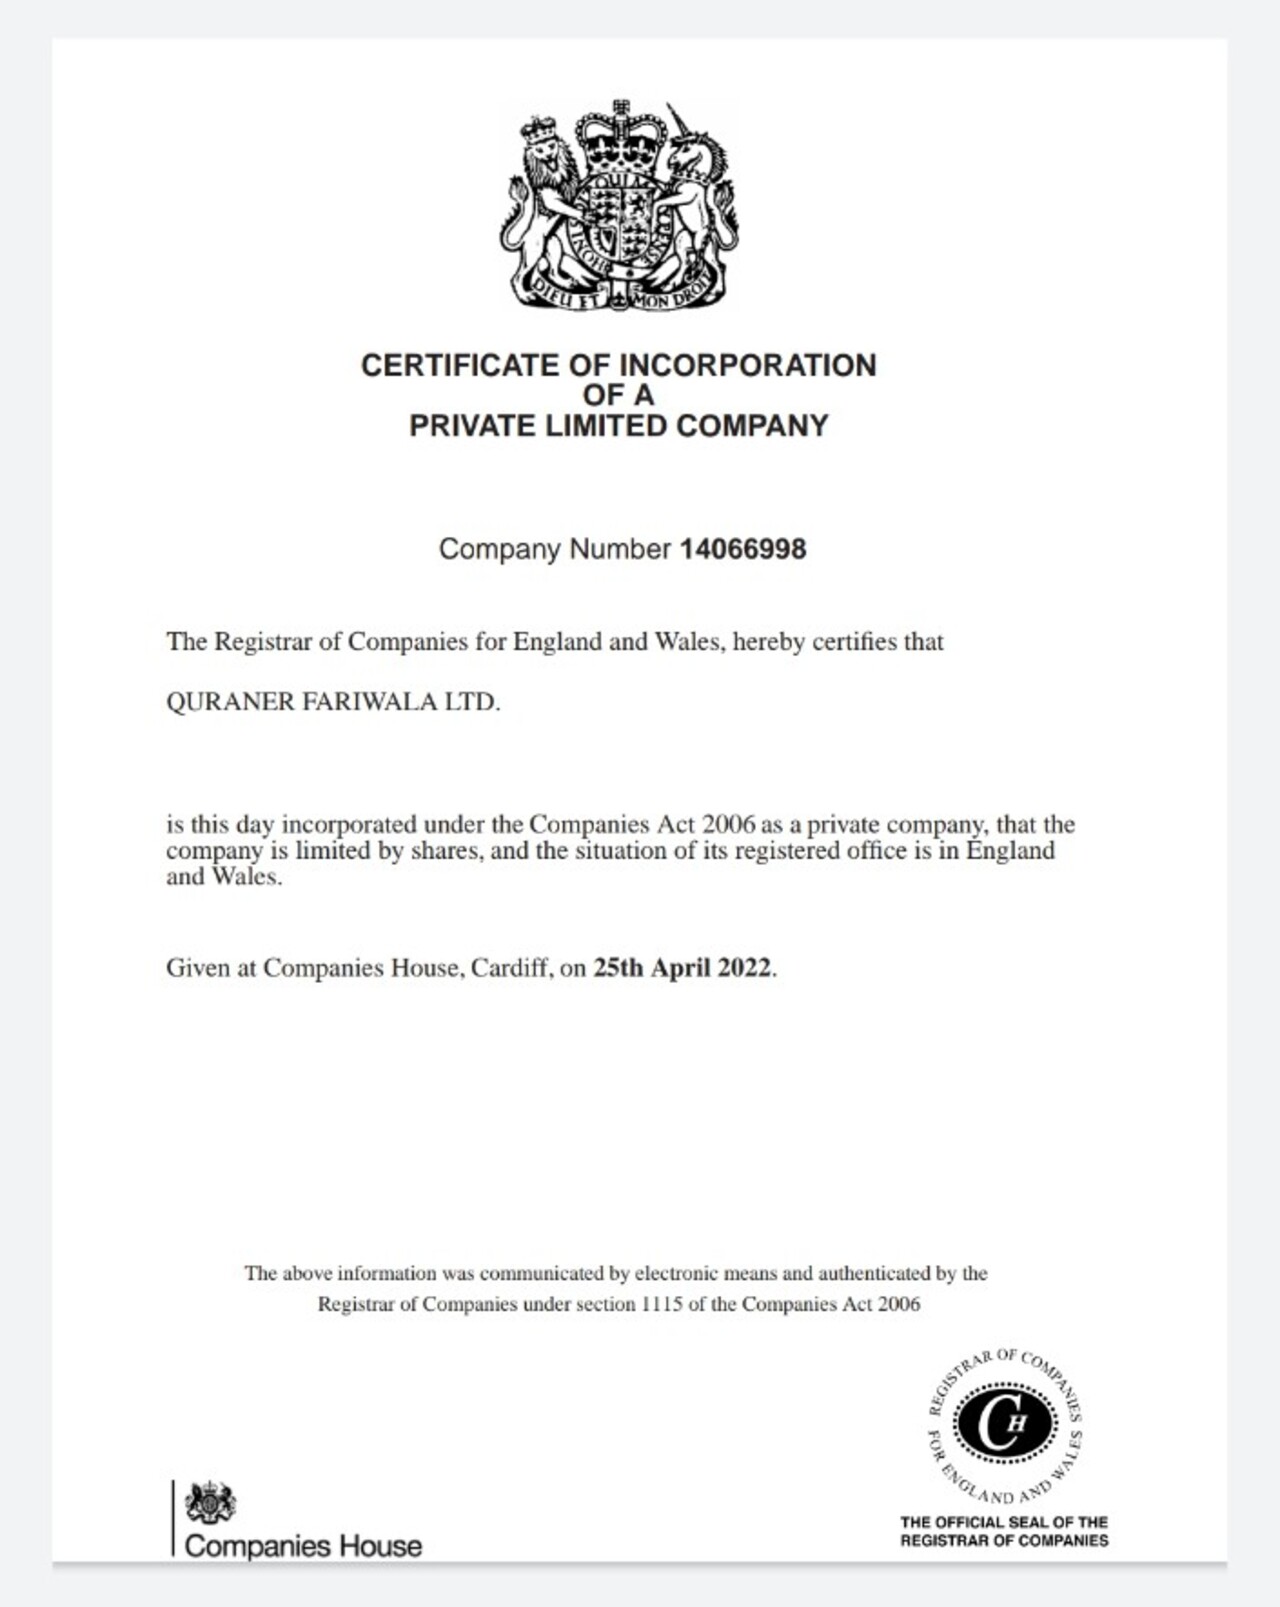 QUI M
HONI S
PENSE
DIEU ET MON DROIT
CERTIFICATE OF INCORPORATION
OF A
PRIVATE LIMITED COMPANY
Company Number 14066998
The Registrar of Companies for England and Wales, hereby certifies that
QURANER FARIWALA LTD.
is this day incorporated under the Companies Act 2006 as a private company, that the
company is limited by shares, and the situation of its registered office is in England
and Wales.
Given at Companies House, Cardiff, on 25th April 2022.
The above information was communicated by electronic means and authenticated by the
Registrar of Companies under section 1115 of the Companies Act 2006
REGISTRAR OF COMPANIES
FOR ENGLAND AND WALES
CH
THE OFFICIAL SEAL OF THE
REGISTRAR OF COMPANIES
Companies House